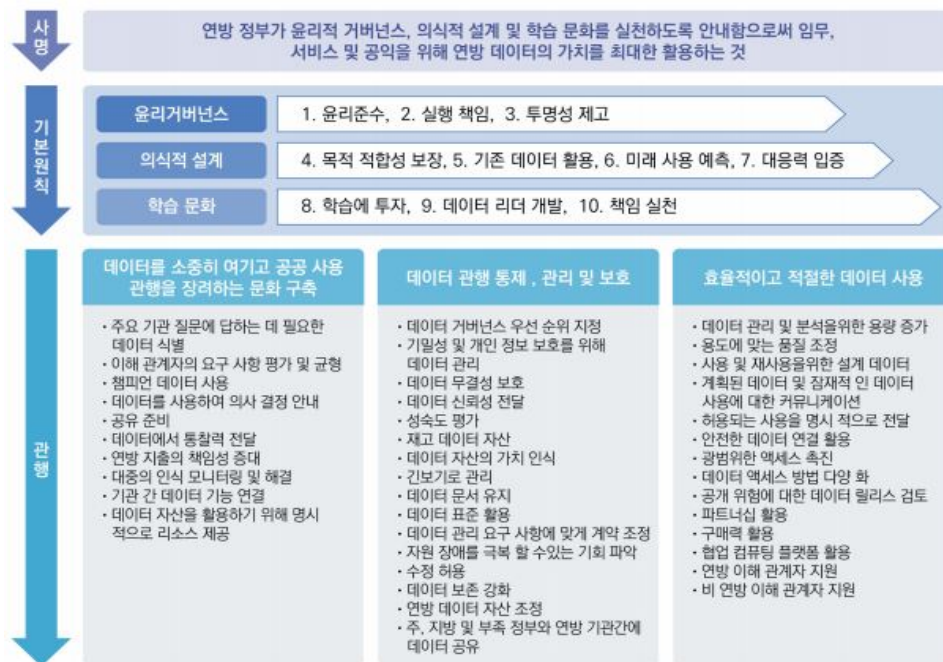 사명
연방 정부가 윤리적 거버넌스, 의식적 설계 및 학습 문화를 실천하도록 안내함으로써 임무,
서비스 및 공익을 위해 연방 데이터의 가치를 최대한 활용하는 것
기본원칙
윤리거버넌스
1. 윤리준수, 2. 실행 책임, 3. 투명성 제고
의식적 설계
4. 목적 적합성 보장, 5. 기존 데이터 활용, 6. 미래 사용 예측, 7. 대응력 입증
학습 문화
8. 학습에 투자, 9. 데이터 리더 개발, 10. 책임 실천
관행
데이터를 소중히 여기고 공공 사용
관행을 장려하는 문화 구축
· 주요 기관 질문에 답하는 데 필요한
데이터 식별
· 이해 관계자의 요구 사항 평가 및 균형
· 챔피언 데이터 사용
· 데이터를 사용하여 의사 결정 안내
· 공유 준비
· 데이터에서 통찰력 전달
· 연방 지출의 책임성 증대
· 대중의 인식 모니터링 및 해결
· 기관 간 데이터 기능 연결
· 데이터 자산을 활용하기 위해 명시
적으로 리소스 제공
데이터 관행 통제 , 관리 및 보호
· 데이터 거버넌스 우선 순위 지정
· 기밀성 및 개인 정보 보호를 위해
데이터 관리
· 데이터 무결성 보호
· 데이터 신뢰성 전달
· 성숙도 평가
· 재고 데이터 자산
· 데이터 자산의 가치 인식
· 긴보기로 관리
· 데이터 문서 유지
· 데이터 표준 활용
· 데이터 관리 요구 사항에 맞게 계약 조정
· 자원 장애를 극복 할 수있는 기회 파악
· 수정 허용
· 데이터 보존 강화
· 연방 데이터 자산 조정
· 주, 지방 및 부족 정부와 연방 기관간에
데이터 공유
효율적이고 적절한 데이터 사용
· 데이터 관리 및 분석을위한 용량 증가
· 용도에 맞는 품질 조정
· 사용 및 재사용을위한 설계 데이터
· 계획된 데이터 및 잠재적 인 데이터
사용에 대한 커뮤니케이션
· 허용되는 사용을 명시 적으로 전달
· 안전한 데이터 연결 활용
· 광범위한 액세스 촉진
· 데이터 액세스 방법 다양 화
· 공개 위험에 대한 데이터 릴리스 검토
· 파트너십 활용
· 구매력 활용
· 협업 컴퓨팅 플랫폼 활용
· 연방 이해 관계자 지원
· 비 연방 이해 관계자 지원